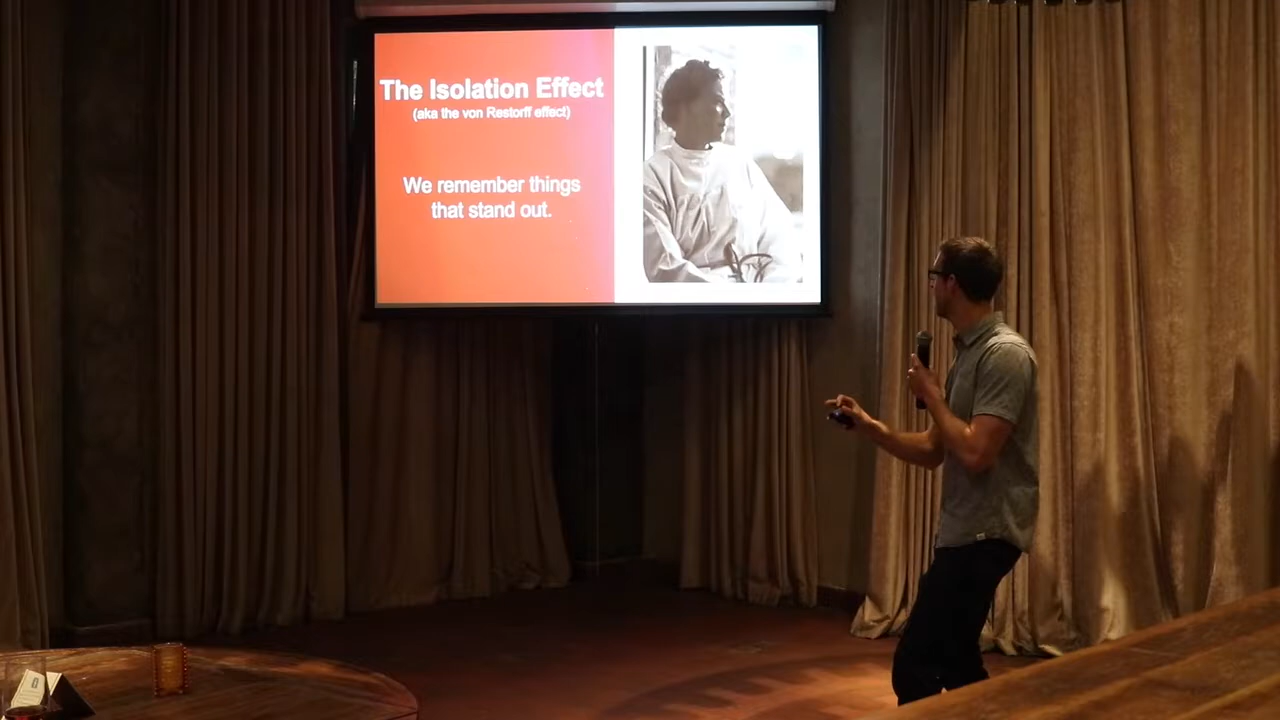 The Isolation Effect
(aka the von Restorff effect)
We remember things
that stand out.